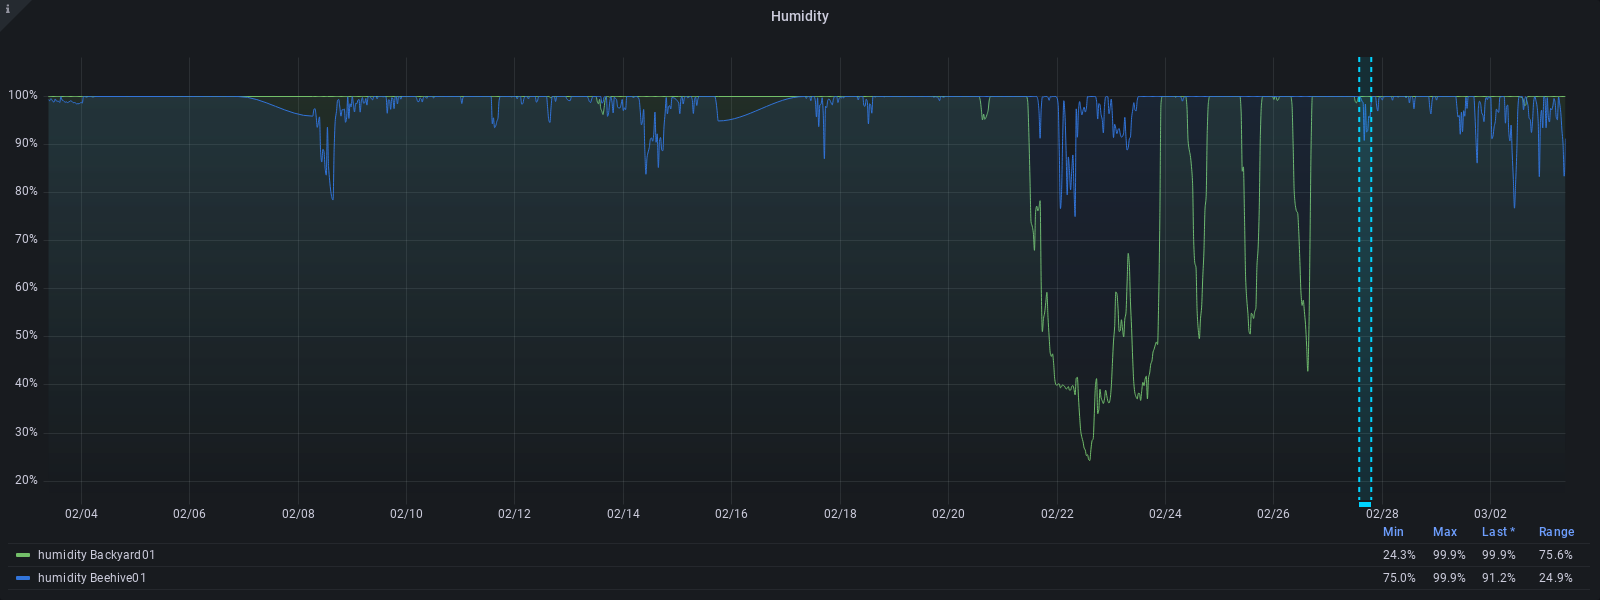 i
Humidity
100%
90%
80%
70%
60%
50%
40%
30%
20%
02/04 02/06 02/08 02/10 02/12 02/14 02/16 02/18 02/20 02/22 02/24 02/26 02/28 03/02
Min Max Last * Range
humidity Backyard01 24.3% 99.9% 99.9% 75.6%
humidity Beehive01 75.0% 99.9% 91.2% 24.9%